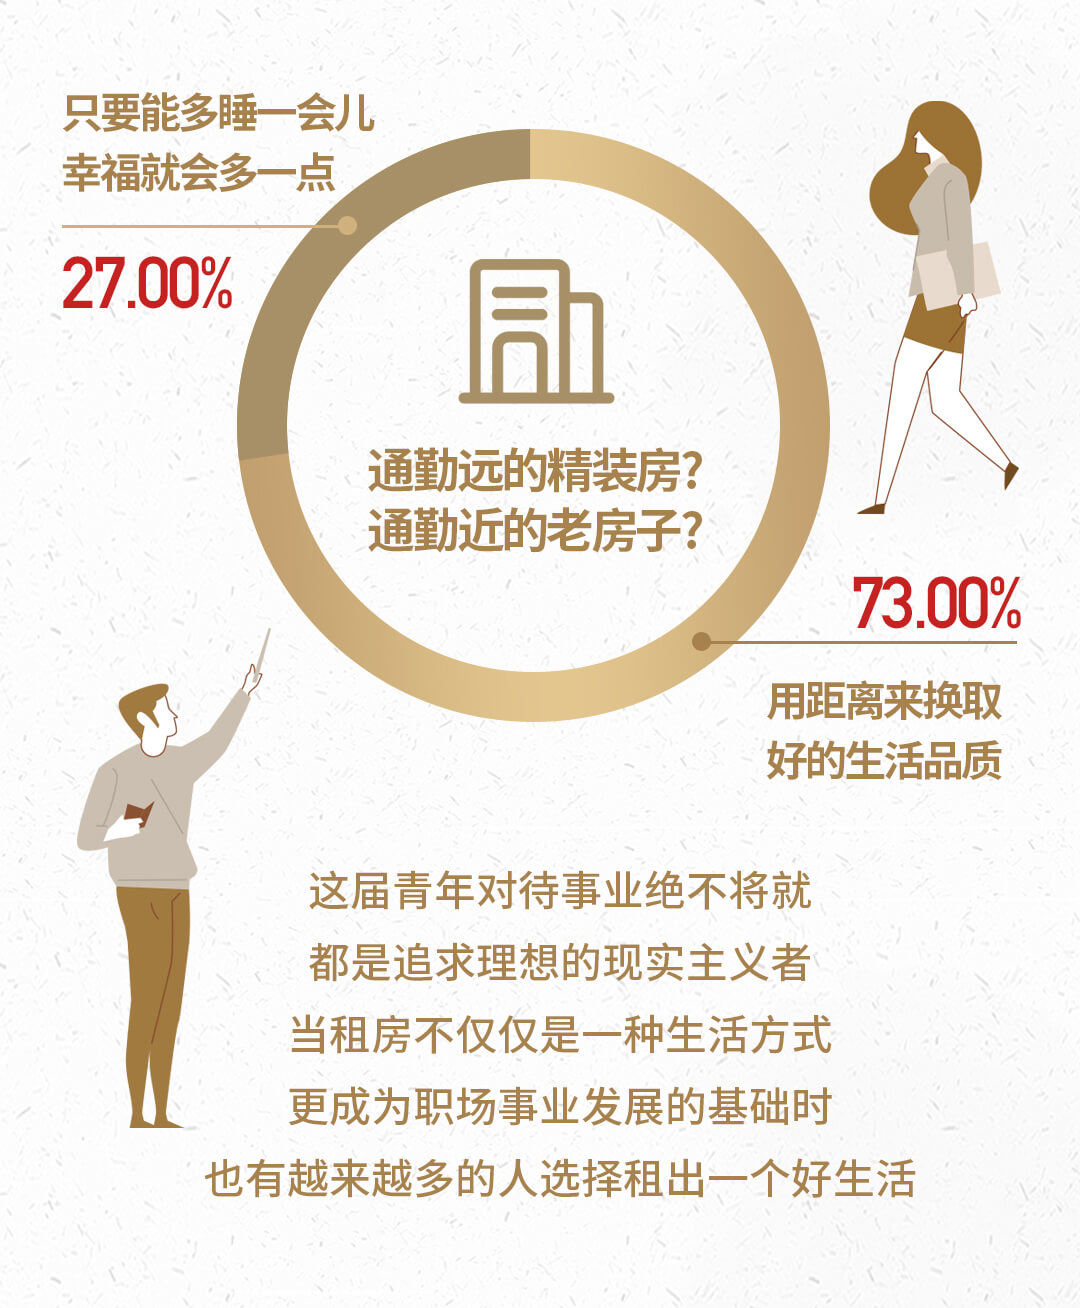 只要能多睡一会儿
幸福就会多一点
27.00%
通勤远的精装房?
通勤近的老房子?
73.00%
用距离来换取
好的生活品质
这届青年对待事业绝不将就
都是追求理想的现实主义者
当租房不仅仅是一种生活方式
更成为职场事业发展的基础时
也有越来越多的人选择租出一个好生活